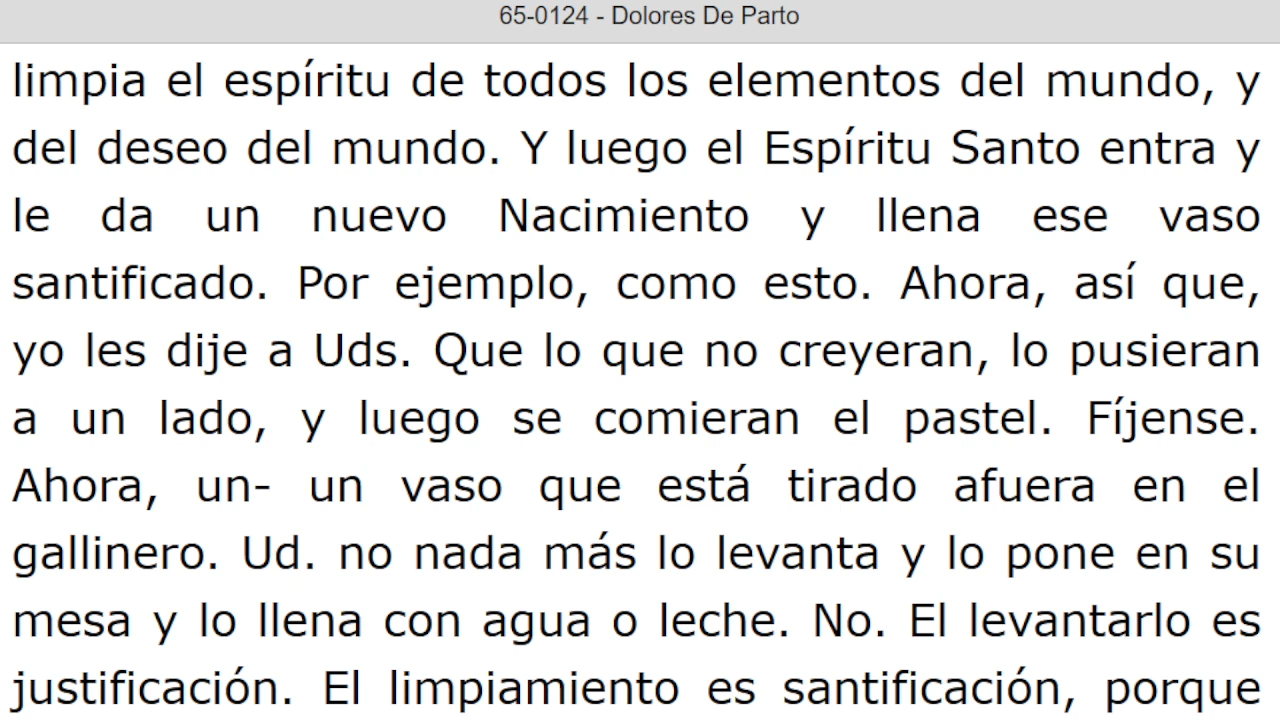 65-0124 - Dolores De Parto
limpia el espíritu de todos los elementos del mundo, y
del deseo del mundo. Y luego el Espíritu Santo entra y
le da un nuevo Nacimiento y llena ese vaso
santificado. Por ejemplo, como esto. Ahora, así que,
yo les dije a Uds. Que lo que no creyeran, lo pusieran
a un lado, y luego se comieran el pastel. Fíjense.
Ahora, un- un vaso que está tirado afuera en el
gallinero. Ud. no nada más lo levanta y lo pone en su
mesa y lo llena con agua o leche. No. El levantarlo es
justificación. El limpiamiento es santificación, porque